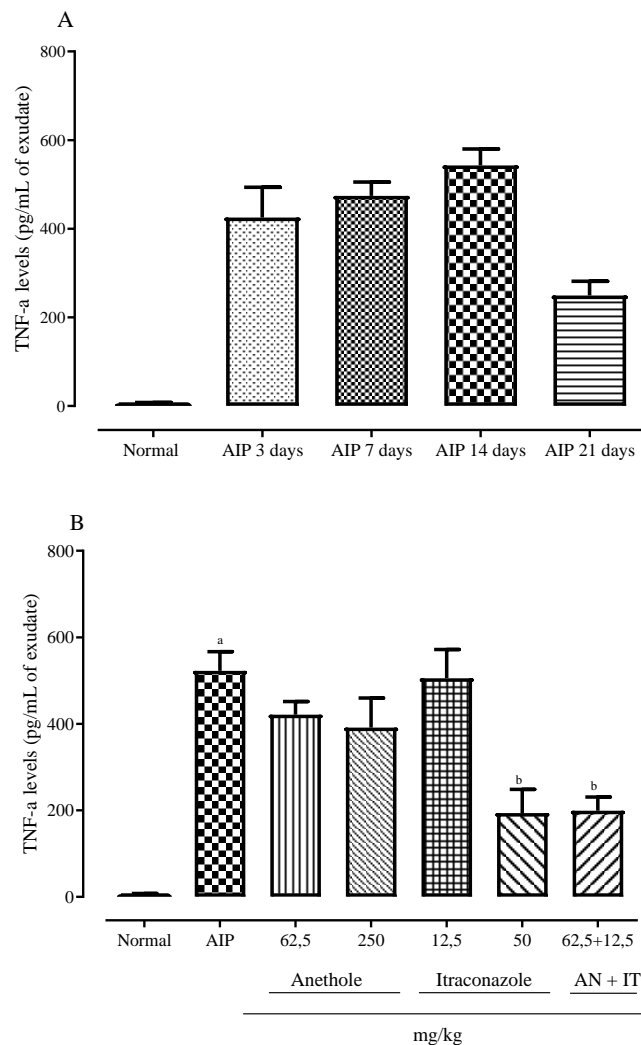 A
TNF-a levels (pg/mL of exudate)
800
600
400
200
0
Normal AIP 3 days AIP 7 days AIP 14 days AIP 21 days
B
TNF-a levels (pg/mL of exudate)
800
600
400
200
0
a
b b
Normal AIP 62,5 250 12,5 50 62,5+12,5
Anethole Itraconazole AN + IT
mg/kg